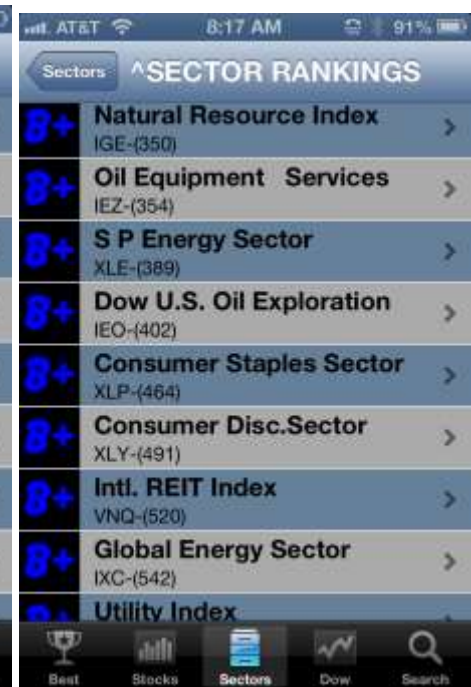 AT&T 8:17 AM 91%
Sectors ^SECTOR RANKINGS
8+ Natural Resource Index
IGE-(350)
8+ Oil Equipment Services
IEZ-(354)
8+ S P Energy Sector
XLE-(389)
8+ Dow U.S. Oil Exploration
IEO-(402)
8+ Consumer Staples Sector
XLP-(464)
8+ Consumer Disc.Sector
XLY-(491)
8+ Intl. REIT Index
VNQ-(520)
8+ Global Energy Sector
IXC-(542)
8+ Utility Index
Best Stocks Sectors Dow Search